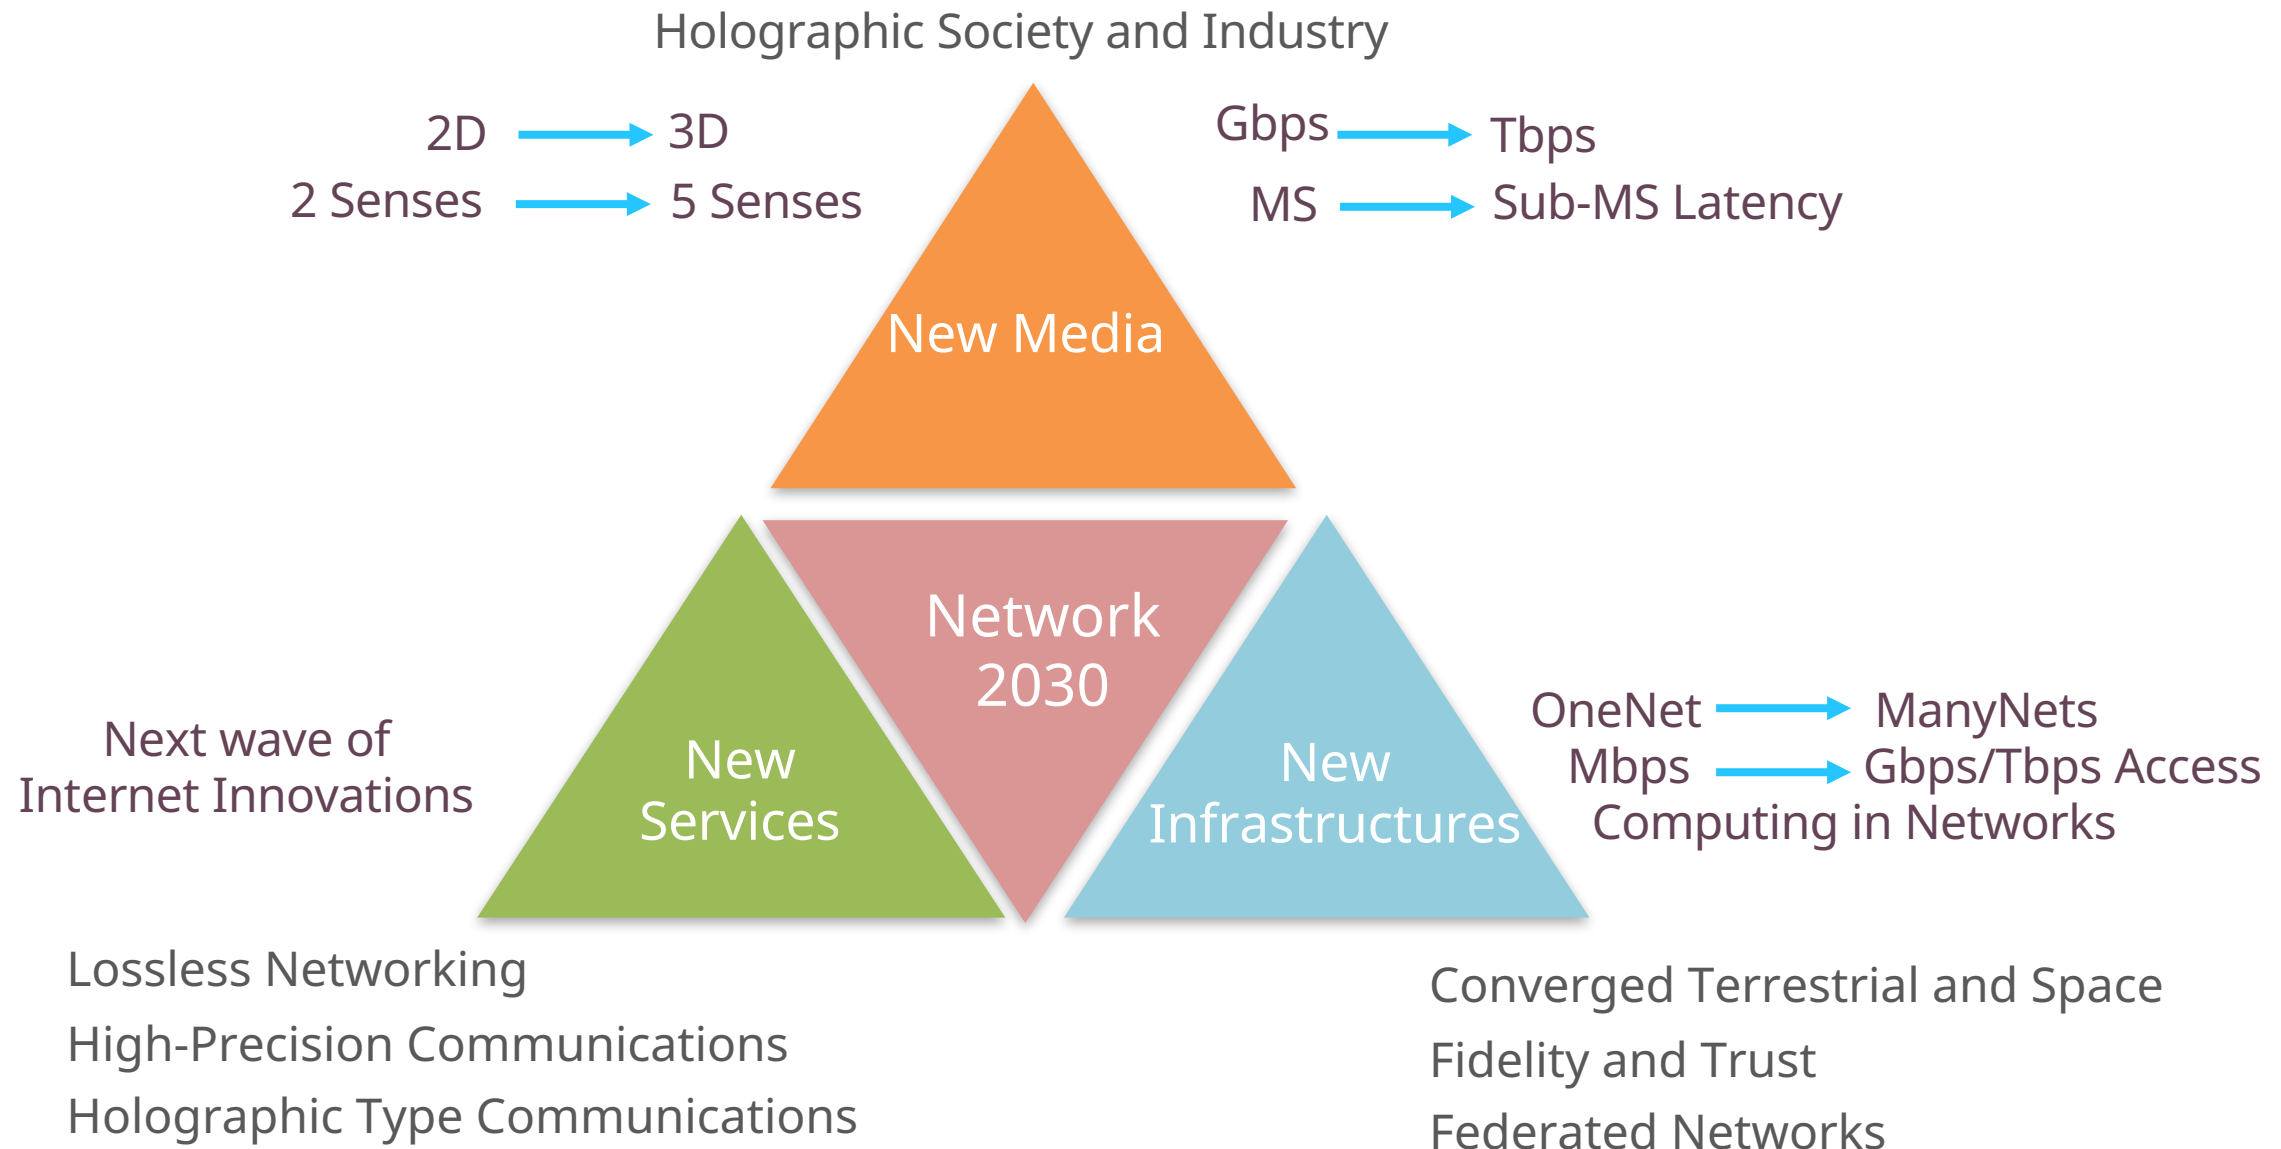 Holographic Society and Industry
2D 3D
2 Senses 5 Senses
Gbps Tbps
MS Sub-MS Latency
New Media
Network
2030
Next wave of
Internet Innovations
New
Services
New
Infrastructures
OneNet ManyNets
Mbps Gbps/Tbps Access
Computing in Networks
Lossless Networking
High-Precision Communications
Holographic Type Communications
Converged Terrestrial and Space
Fidelity and Trust
Federated Networks